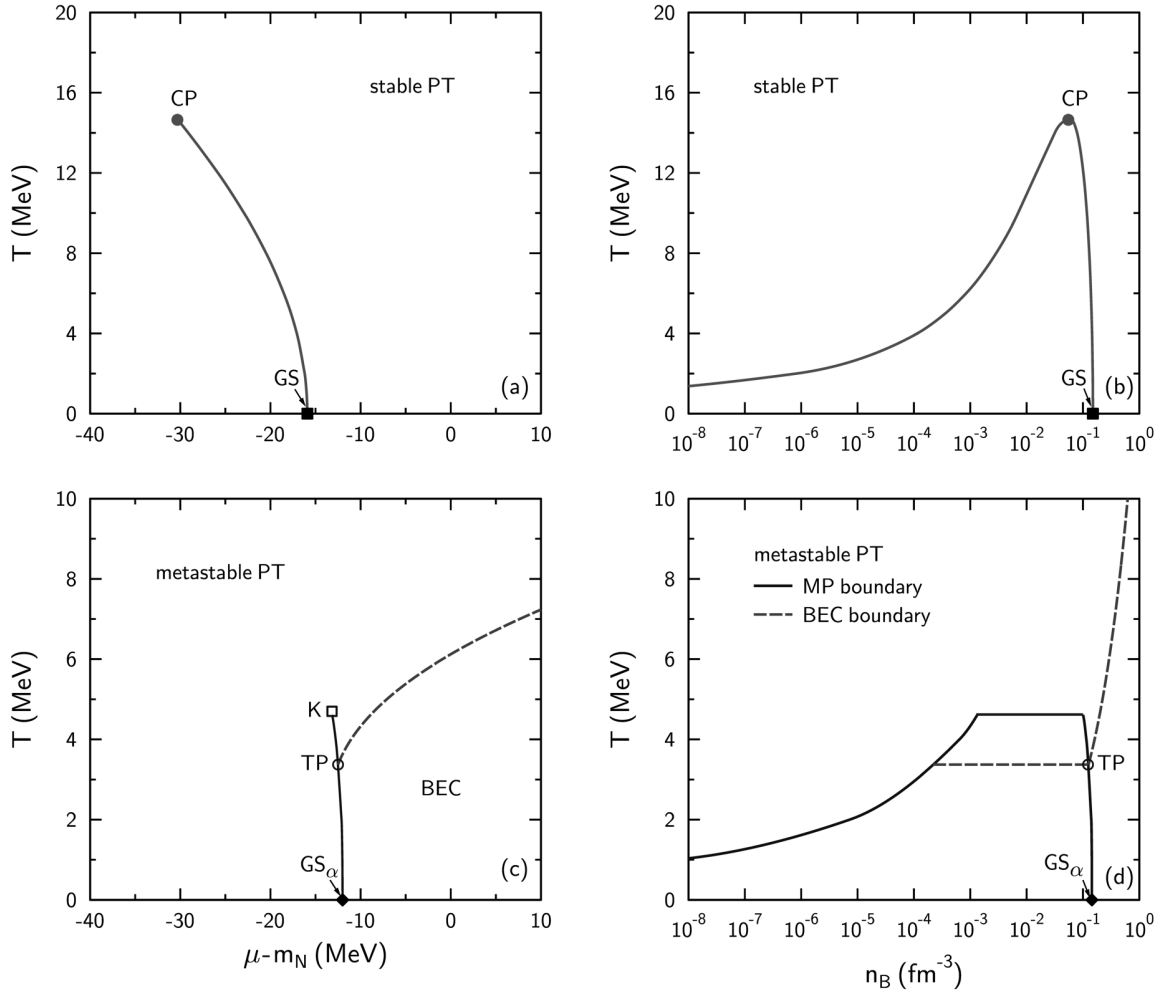 20
16
12
8
4
0
T (MeV)
stable PT
CP
GS
(a)
-40
-30
-20
-10
0
10
20
16
12
8
4
0
T (MeV)
stable PT
CP
GS
(b)
10⁻⁸
10⁻⁷
10⁻⁶
10⁻⁵
10⁻⁴
10⁻³
10⁻²
10⁻¹
10⁰
10
8
6
4
2
0
T (MeV)
metastable PT
K
TP
BEC
GSα
(c)
-40
-30
-20
-10
0
10
μ-m_N (MeV)
10
8
6
4
2
0
T (MeV)
metastable PT
MP boundary
BEC boundary
TP
GSα
(d)
10⁻⁸
10⁻⁷
10⁻⁶
10⁻⁵
10⁻⁴
10⁻³
10⁻²
10⁻¹
10⁰
n_B (fm⁻³)